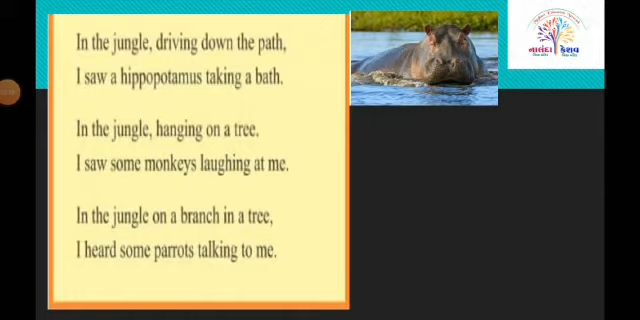 In the jungle, driving down the path,
I saw a hippopotamus taking a bath.
In the jungle, hanging on a tree.
I saw some monkeys laughing at me.
In the jungle on a branch in a tree,
I heard some parrots talking to me.
નાલંદા કેશવ